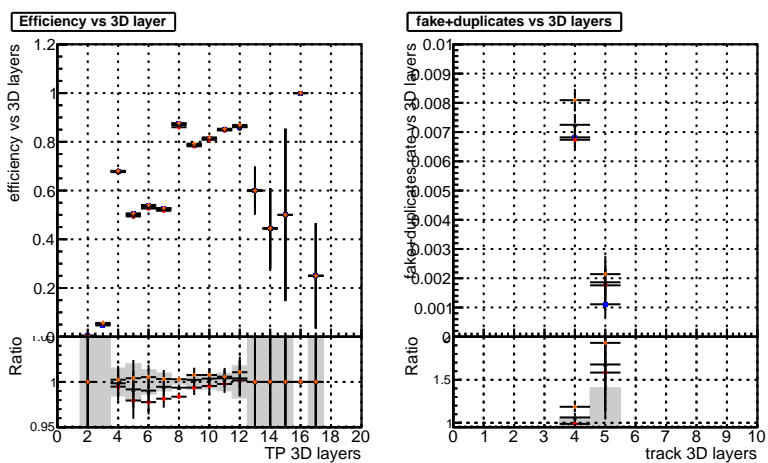 Efficiency vs 3D layer
efficiency vs 3D layers
1.2
1
0.8
0.6
0.4
0.2
0
Ratio
1
0.95
0 2 4 6 8 10 12 14 16 18 20
TP 3D layers
fake+duplicates vs 3D layers
fake+duplicates rate vs 3D layers
0.01
0.009
0.008
0.007
0.006
0.005
0.004
0.003
0.002
0.001
0
Ratio
1.5
1
0 1 2 3 4 5 6 7 8 9 10
track 3D layers